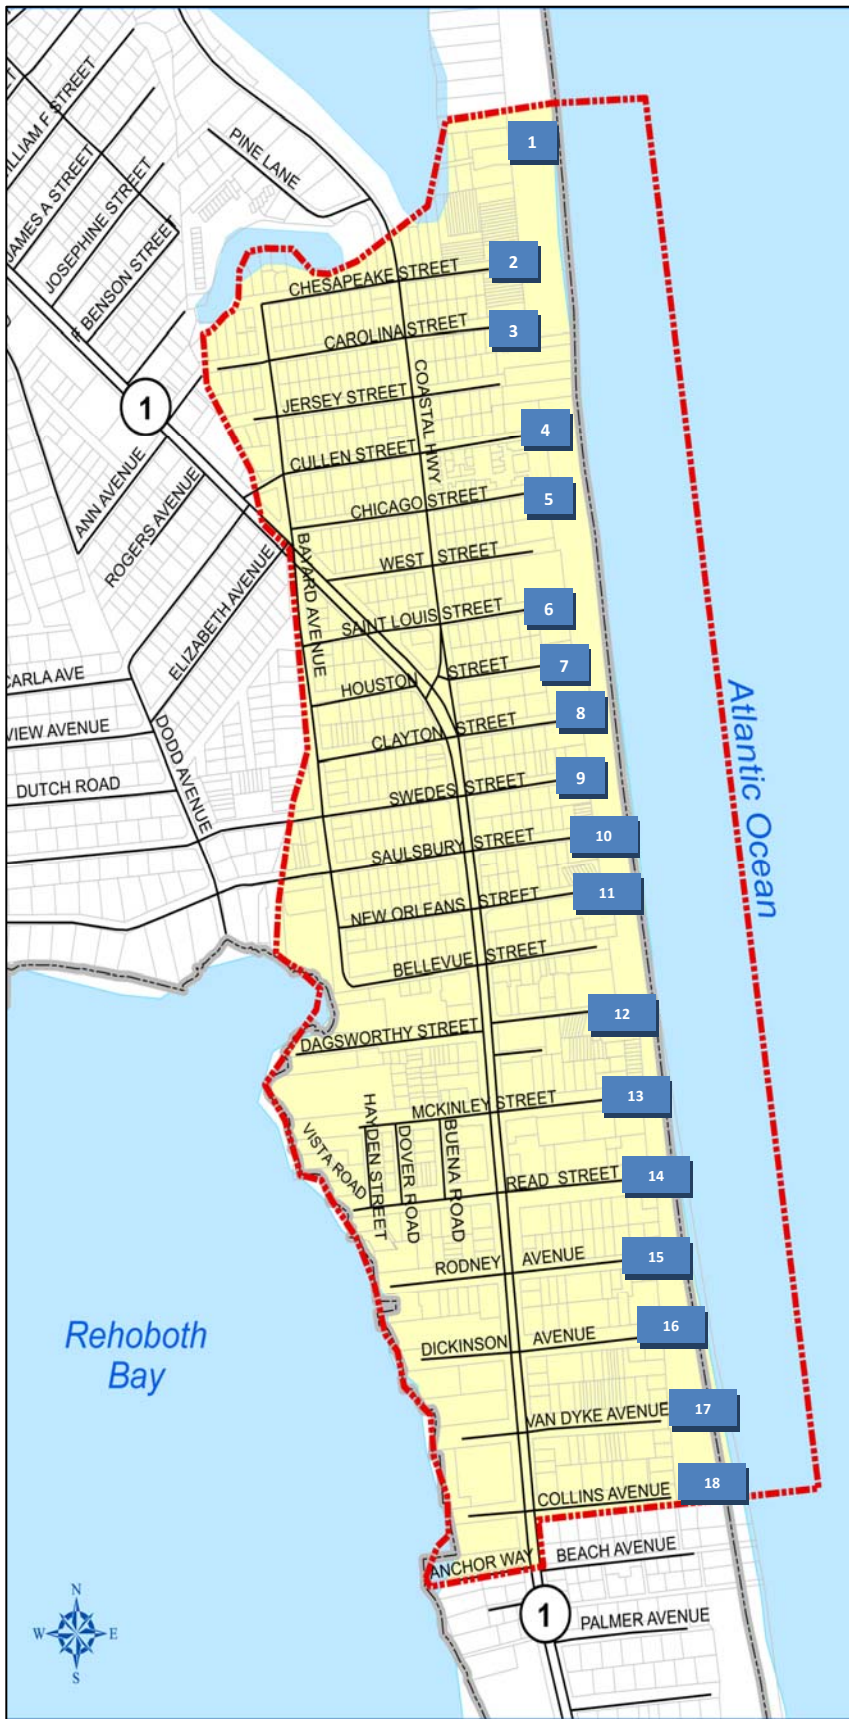 WILLIAM F STREET
PINE LANE
1
JAMES A STREET
JOSEPHINE STREET
E BENSON STREET
CHESAPEAKE STREET
2
CAROLINA STREET
3
COASTAL HWY
JERSEY STREET
1
CULLEN STREET
4
ANN AVENUE
ROGERS AVENUE
CHICAGO STREET
5
BAYARD AVENUE
WEST STREET
ELIZABETH AVENUE
SAINT LOUIS STREET
6
CARLA AVE
HOUSTON STREET
7
VIEW AVENUE
DODD AVENUE
CLAYTON STREET
8
DUTCH ROAD
SWEDES STREET
9
Atlantic Ocean
SAULSBURY STREET
10
NEW ORLEANS STREET
11
BELLEVUE STREET
DAGSWORTHY STREET
12
MCKINLEY STREET
13
VISTA ROAD
HAYDEN STREET
DOVER ROAD
BUENA ROAD
READ STREET
14
RODNEY AVENUE
15
Rehoboth
Bay
DICKINSON AVENUE
16
VAN DYKE AVENUE
17
COLLINS AVENUE
18
ANCHOR WAY
BEACH AVENUE
N
W E
S
1
PALMER AVENUE